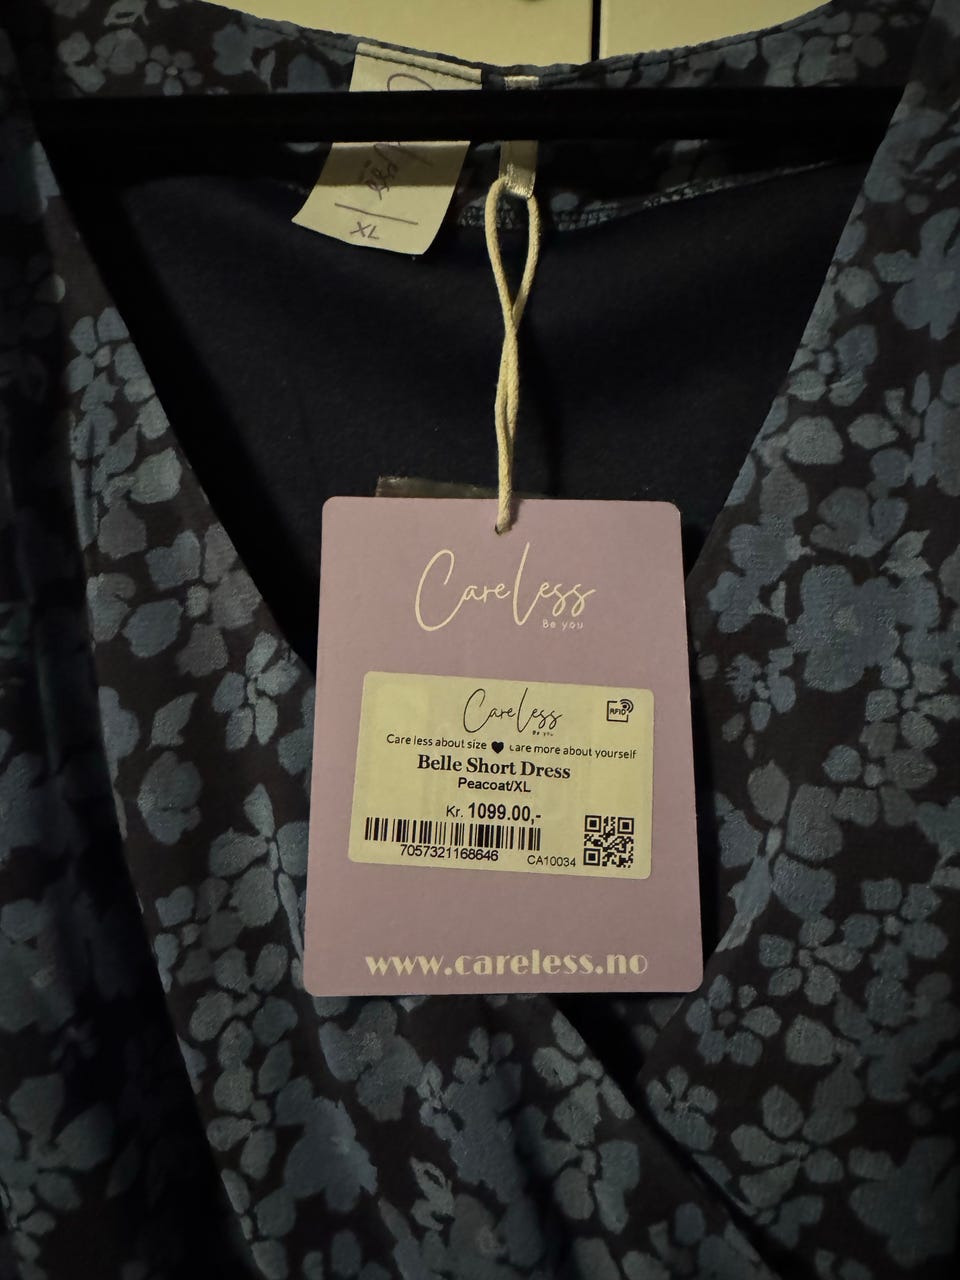 XL
CareLess
Be you
CareLess
Be you
RFID
Care less about size care more about yourself
Belle Short Dress
Peacoat/XL
Kr. 1099.00,-
7057321168646
CA10034
www.careless.no